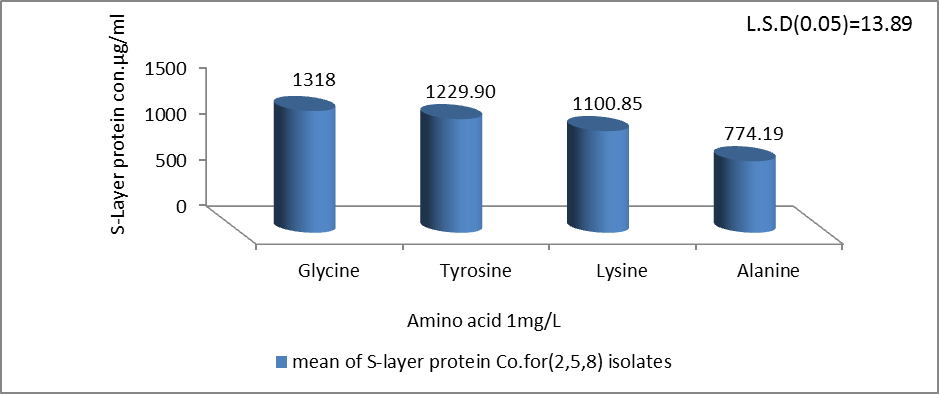 L.S.D(0.05)=13.89
S-Layer protein con.µg/ml
1500
1000
500
0
1318
1229.90
1100.85
774.19
Glycine
Tyrosine
Lysine
Alanine
Amino acid 1mg/L
mean of S-layer protein Co.for(2,5,8) isolates